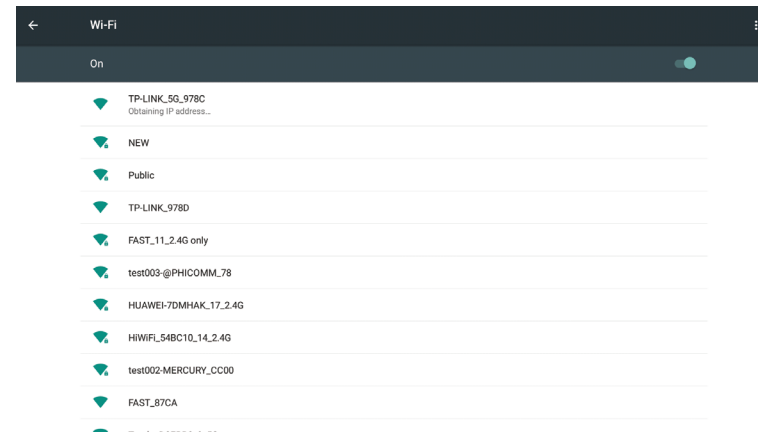 Wi-Fi
On
TP-LINK_5G_978C
Obtaining IP address...
NEW
Public
TP-LINK_978D
FAST_11_2.4G only
test003-@PHICOMM_78
HUAWEI-7DMHAK_17_2.4G
HiWiFi_54BC10_14_2.4G
test002-MERCURY_CC00
FAST_87CA